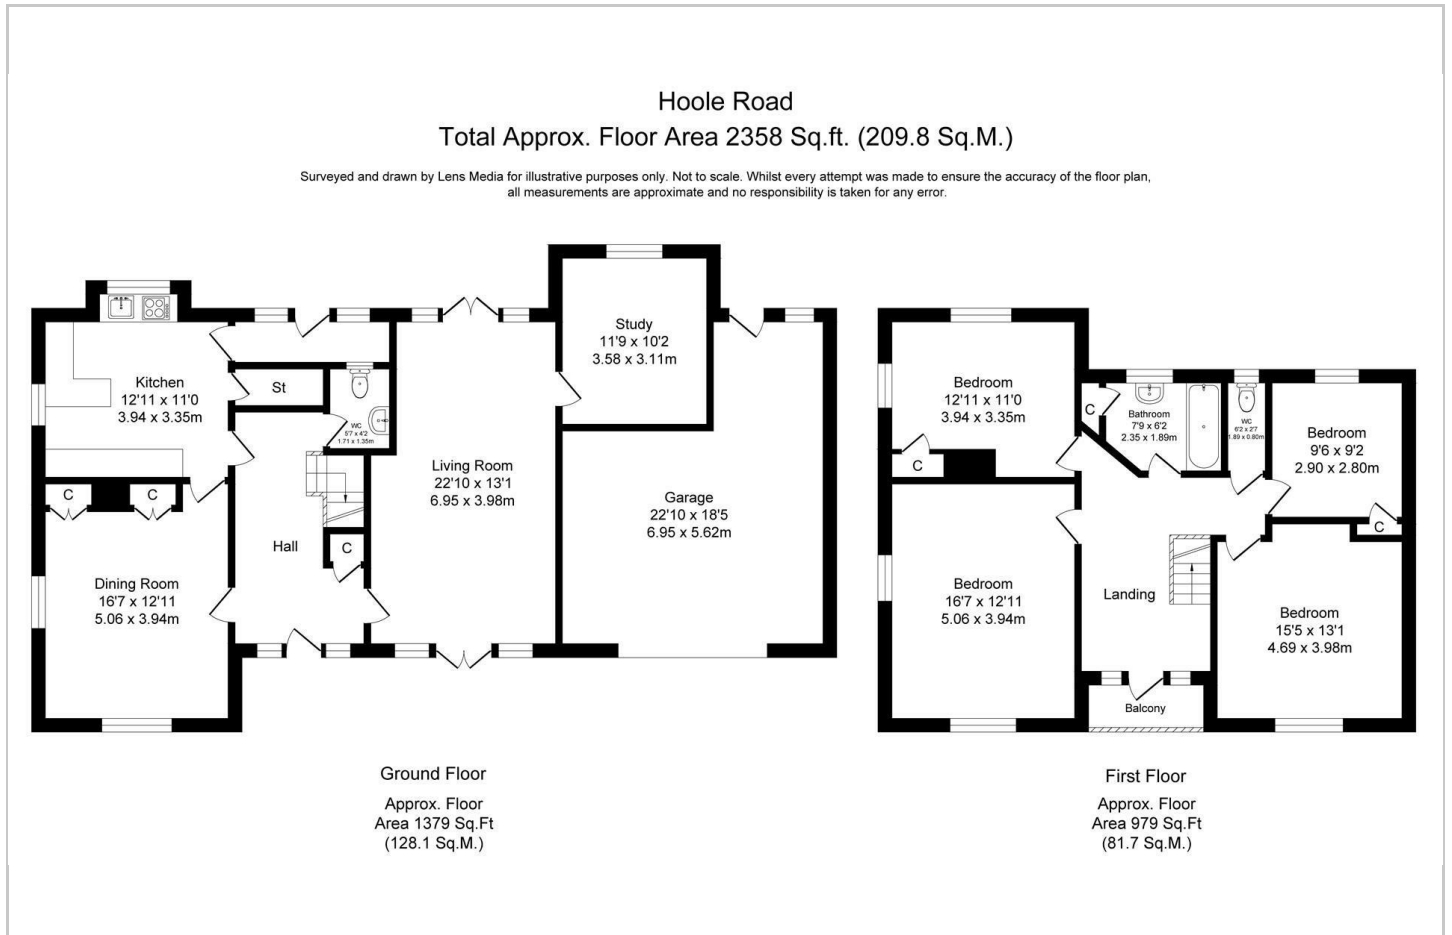 Hoole Road
Total Approx. Floor Area 2358 Sq.ft. (209.8 Sq.M.)
Surveyed and drawn by Lens Media for illustrative purposes only. Not to scale. Whilst every attempt was made to ensure the accuracy of the floor plan,
all measurements are approximate and no responsibility is taken for any error.
Kitchen
12'11 x 11'0
3.94 x 3.35m
St
WC
5'7 x 4'2
1.71 x 1.35m
C
C
Dining Room
16'7 x 12'11
5.06 x 3.94m
Hall
C
Living Room
22'10 x 13'1
6.95 x 3.98m
Study
11'9 x 10'2
3.58 x 3.11m
Garage
22'10 x 18'5
6.95 x 5.62m
Ground Floor
Approx. Floor
Area 1379 Sq.Ft
(128.1 Sq.M.)
Bedroom
12'11 x 11'0
3.94 x 3.35m
C
C
Bathroom
7'9 x 6'2
2.35 x 1.89m
WC
6'2 x 2'7
1.89 x 0.80m
Bedroom
9'6 x 9'2
2.90 x 2.80m
C
Bedroom
16'7 x 12'11
5.06 x 3.94m
Landing
Bedroom
15'5 x 13'1
4.69 x 3.98m
Balcony
First Floor
Approx. Floor
Area 979 Sq.Ft
(81.7 Sq.M.)